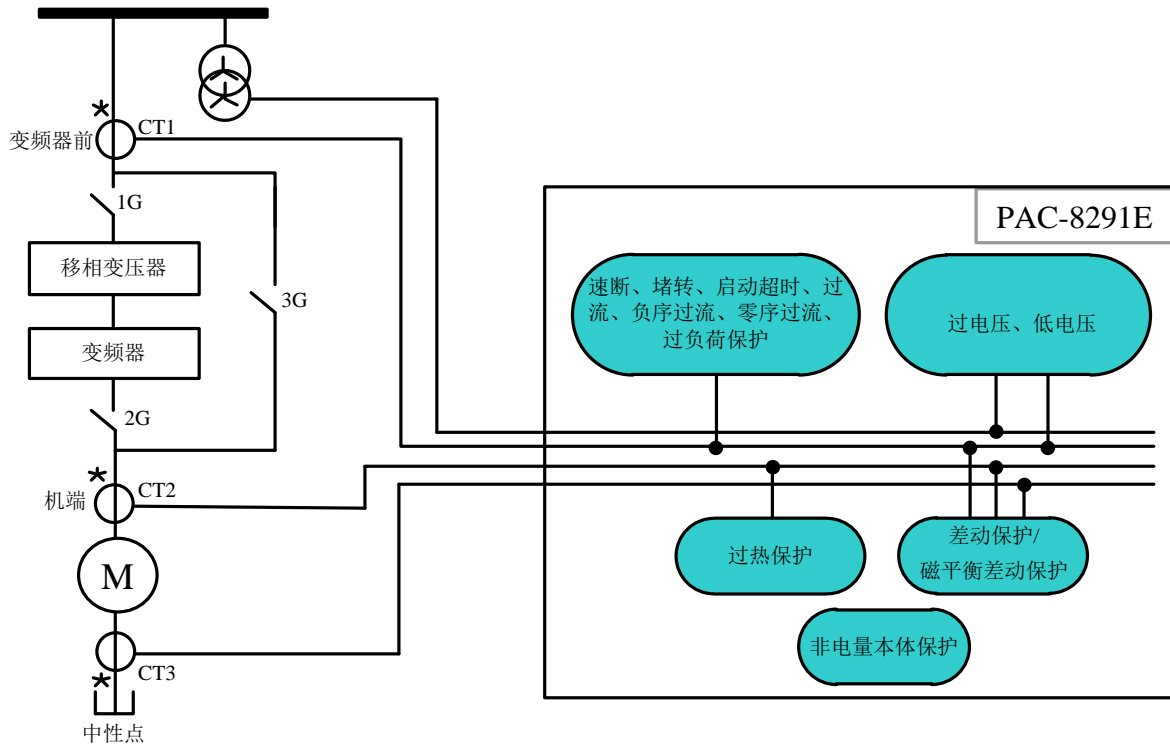 变频器前
CT1
1G
移相变压器
3G
变频器
2G
机端
CT2
M
CT3
中性点
PAC-8291E
速断、堵转、启动超时、过
流、负序过流、零序过流、
过负荷保护
过电压、低电压
过热保护
差动保护/
磁平衡差动保护
非电量本体保护